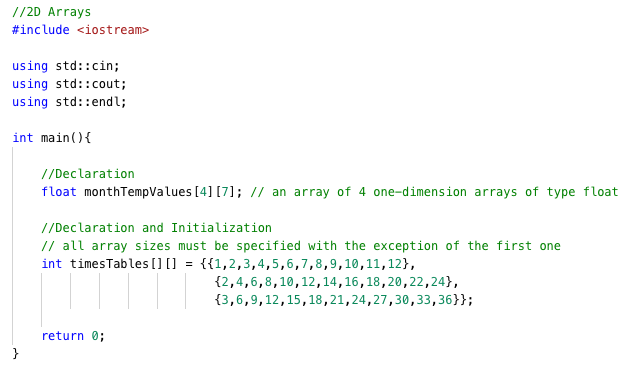 //2D Arrays
#include <iostream>
using std::cin;
using std::cout;
using std::endl;
int main(){
//Declaration
float monthTempValues[4][7]; // an array of 4 one-dimension arrays of type float
//Declaration and Initialization
// all array sizes must be specified with the exception of the first one
int timesTables[][] = {{1,2,3,4,5,6,7,8,9,10,11,12},
{2,4,6,8,10,12,14,16,18,20,22,24},
{3,6,9,12,15,18,21,24,27,30,33,36}};
return 0;
}